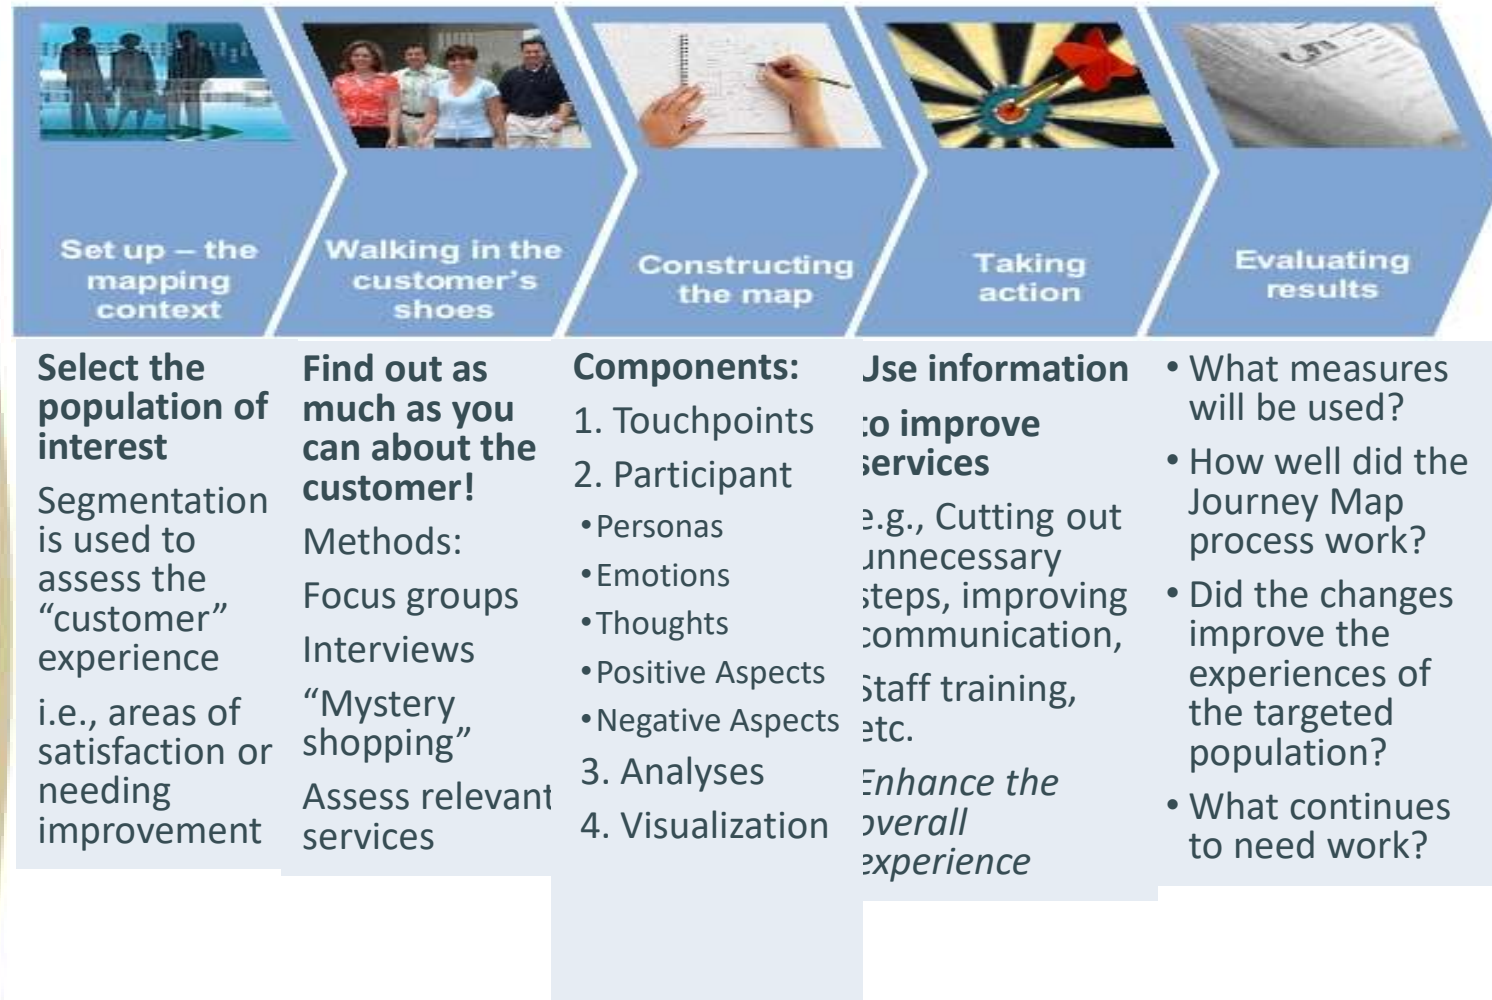 Set up – the
mapping
context
Walking in the
customer's
shoes
Constructing
the map
Taking
action
Evaluating
results
Select the
population of
interest
Segmentation
is used to
assess the
“customer”
experience
i.e., areas of
satisfaction or
needing
improvement
Find out as
much as you
can about the
customer!
Methods:
Focus groups
Interviews
“Mystery
shopping”
Assess relevant
services
Components:
1. Touchpoints
2. Participant
•Personas
•Emotions
•Thoughts
•Positive Aspects
•Negative Aspects
3. Analyses
4. Visualization
Use information
to improve
services
e.g., Cutting out
unnecessary
steps, improving
communication,
Staff training,
etc.
Enhance the
overall
experience
• What measures
will be used?
• How well did the
Journey Map
process work?
• Did the changes
improve the
experiences of
the targeted
population?
• What continues
to need work?